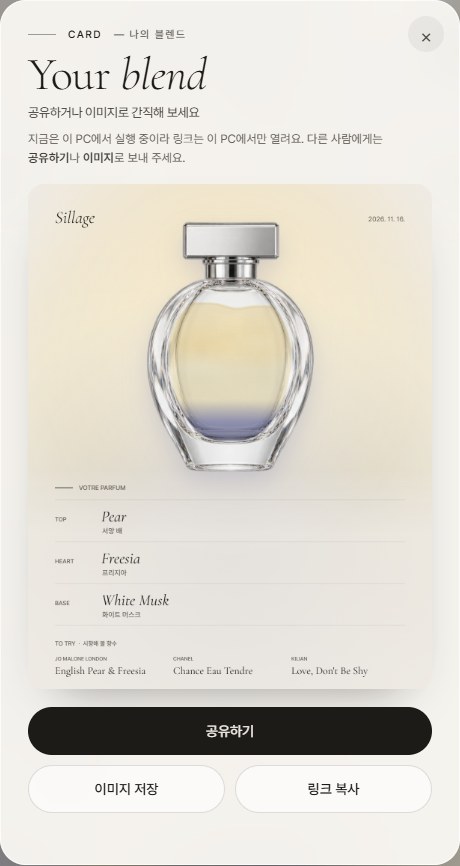 CARD — 나의 블렌드
×
Your blend
공유하거나 이미지로 간직해 보세요
지금은 이 PC에서 실행 중이라 링크는 이 PC에서만 열려요. 다른 사람에게는
공유하기나 이미지로 보내 주세요.
Sillage 2026. 11. 16.
VOTRE PARFUM
TOP Pear
서양 배
HEART Freesia
프리지아
BASE White Musk
화이트 머스크
TO TRY · 시향해 볼 향수
JO MALONE LONDON CHANEL KILIAN
English Pear & Freesia Chance Eau Tendre Love, Don't Be Shy
공유하기
이미지 저장 링크 복사